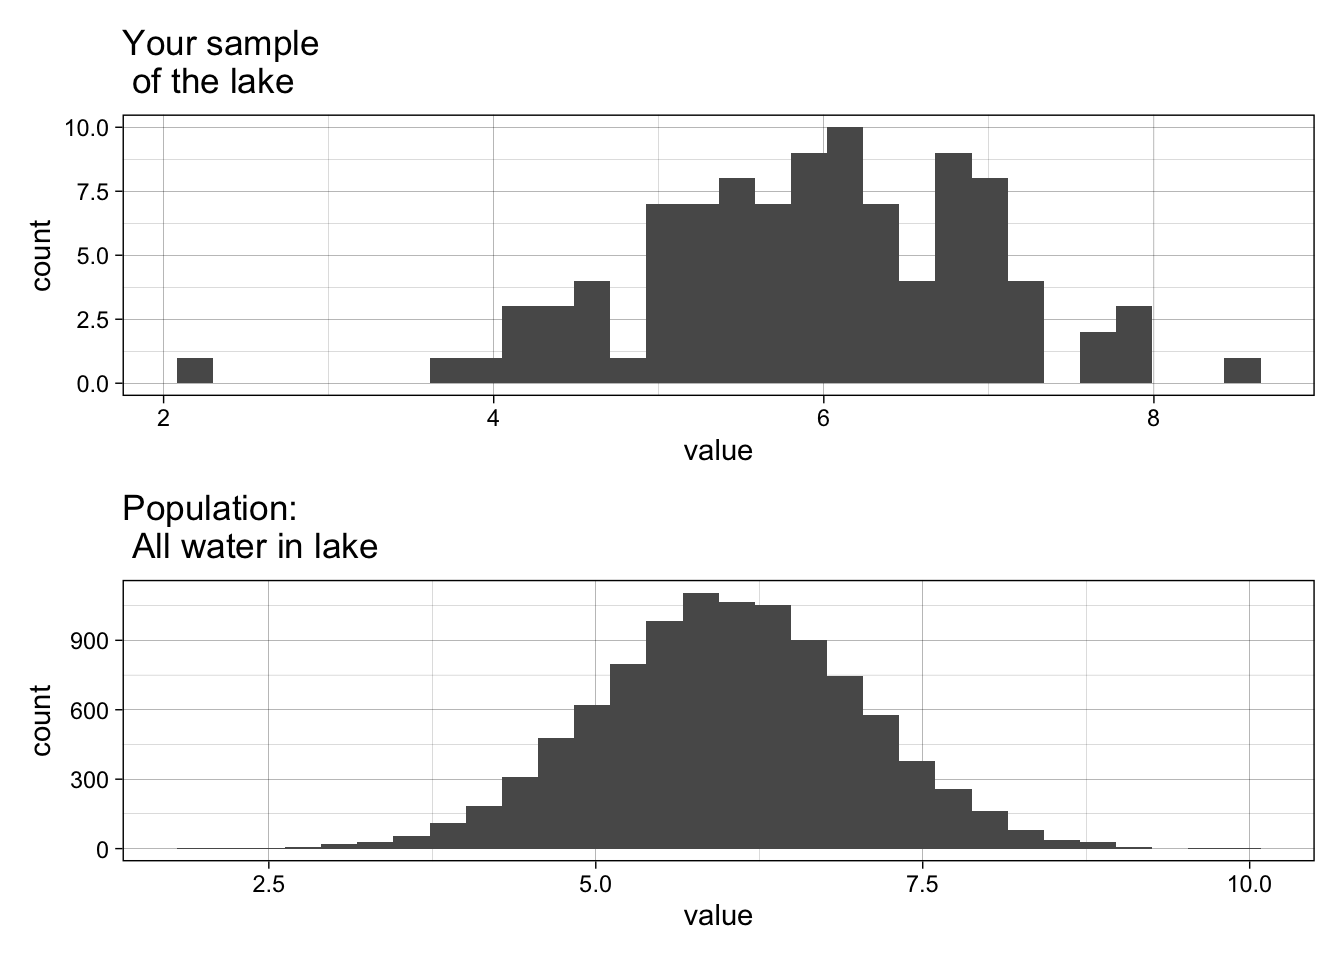 Your sample
of the lake
10.0
7.5
5.0
2.5
0.0
count
2 4 6 8
value
Population:
All water in lake
900
600
300
0
count
2.5 5.0 7.5 10.0
value